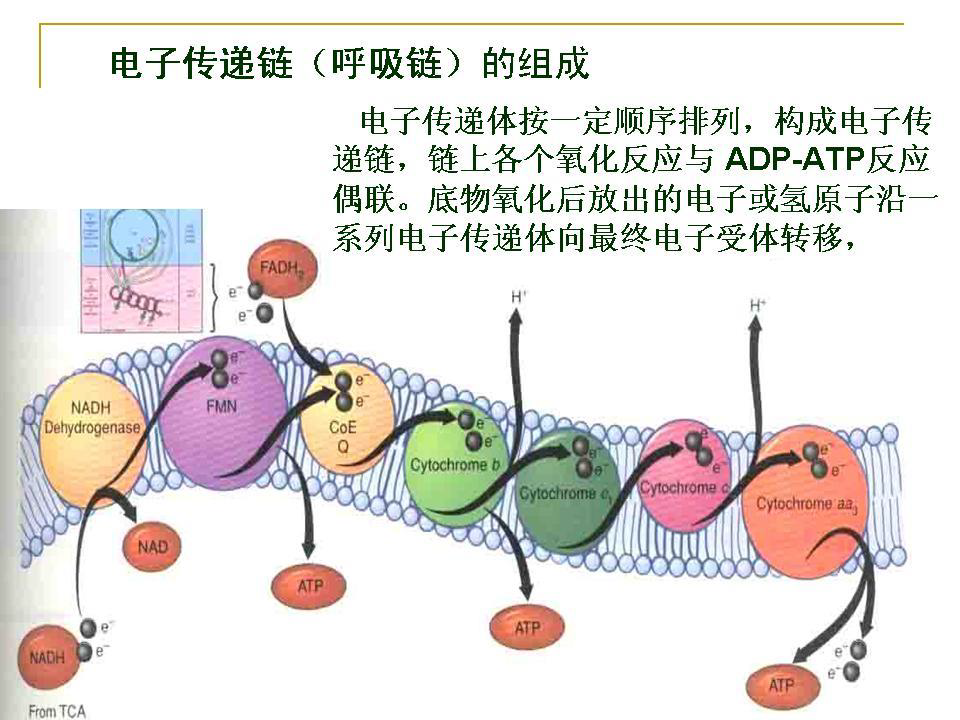 电子传递链（呼吸链）的组成
电子传递体按一定顺序排列，构成电子传
递链，链上各个氧化反应与 ADP-ATP反应
偶联。底物氧化后放出的电子或氢原子沿一
系列电子传递体向最终电子受体转移，
FADH₂
e⁻
e⁻
H⁺
H⁺
NADH
Dehydrogenase
e⁻
e⁻
FMN
e⁻
e⁻
CoE
Q
e⁻
e⁻
Cytochrome b
e⁻
e⁻
Cytochrome c₁
e⁻
e⁻
Cytochrome c
e⁻
e⁻
Cytochrome aa₃
NAD
ATP
ATP
ATP
e⁻
e⁻
NADH
e⁻
e⁻
From TCA